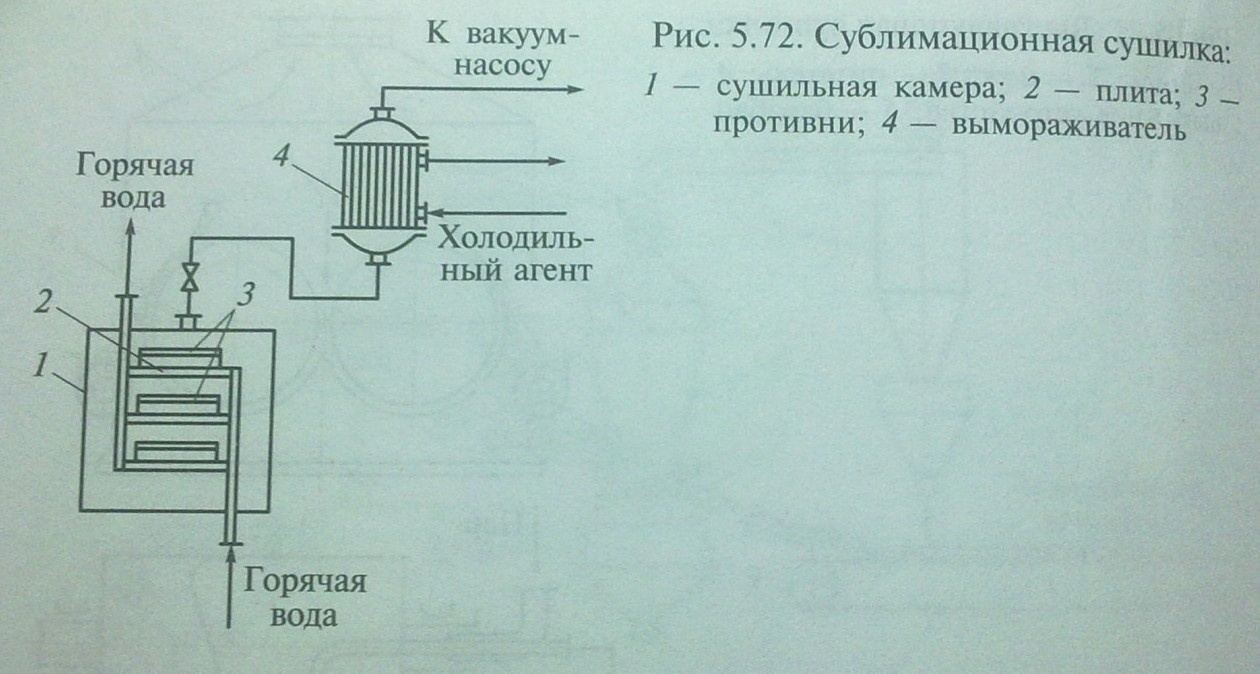 К вакуум-
насосу
Рис. 5.72. Сублимационная сушилка:
1 — сушильная камера; 2 — плита; 3 –
противни; 4 — вымораживатель
4
Горячая
вода
Холодиль-
ный агент
3
2
1
Горячая
вода